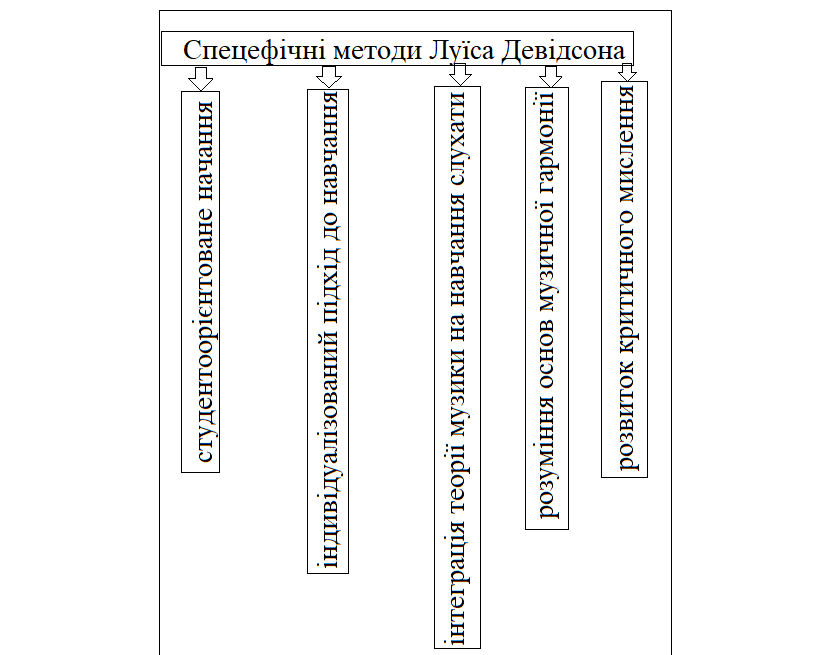 Спецефічні методи Луїса Девідсона
студентоорієнтоване начання
індивідуалізований підхід до навчання
інтеграція теорії музики на навчання слухати
розуміння основ музичної гармонії
розвиток критичного мислення